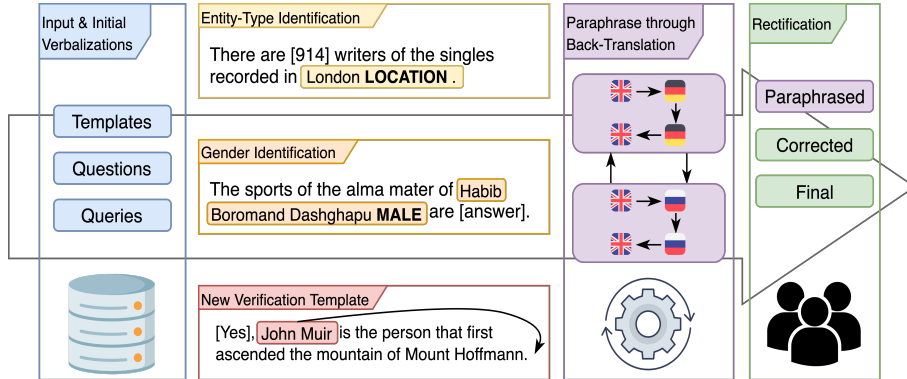 Input & Initial
Verbalizations
Templates
Questions
Queries
Entity-Type Identification
There are [914] writers of the singles
recorded in London LOCATION .
Gender Identification
The sports of the alma mater of Habib
Boromand Dashghapu MALE are [answer].
New Verification Template
[Yes], John Muir is the person that first
ascended the mountain of Mount Hoffmann.
Paraphrase through
Back-Translation
Rectification
Paraphrased
Corrected
Final